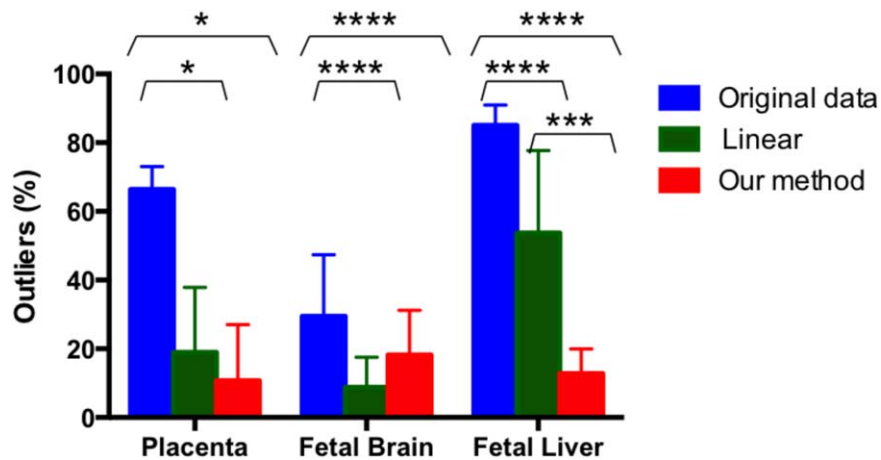 * **** ****
* **** ****
***
100
80
60
40
20
0
Outliers (%)
Placenta Fetal Brain Fetal Liver
Original data
Linear
Our method